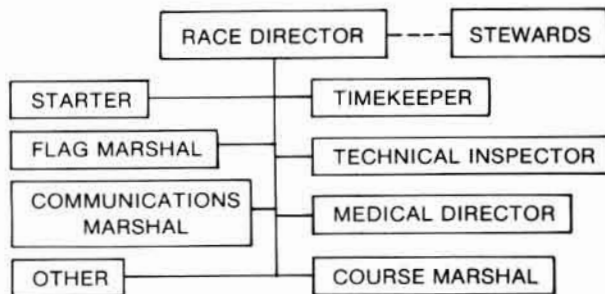 RACE DIRECTOR
STEWARDS
STARTER
TIMEKEEPER
FLAG MARSHAL
TECHNICAL INSPECTOR
COMMUNICATIONS
MARSHAL
MEDICAL DIRECTOR
OTHER
COURSE MARSHAL